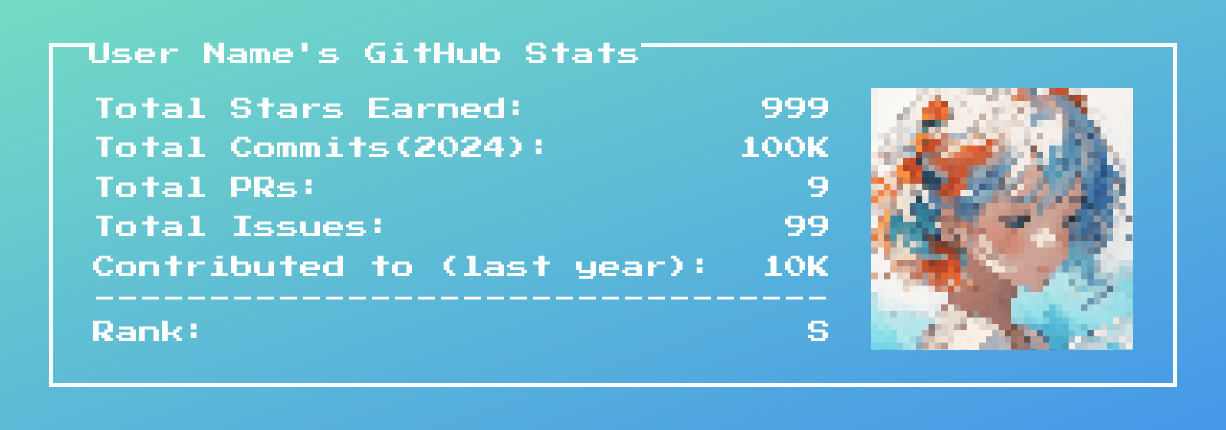 User Name's GitHub Stats
Total Stars Earned: 999
Total Commits(2024): 100K
Total PRs: 9
Total Issues: 99
Contributed to (last year): 10K
--------------------------------
Rank: S